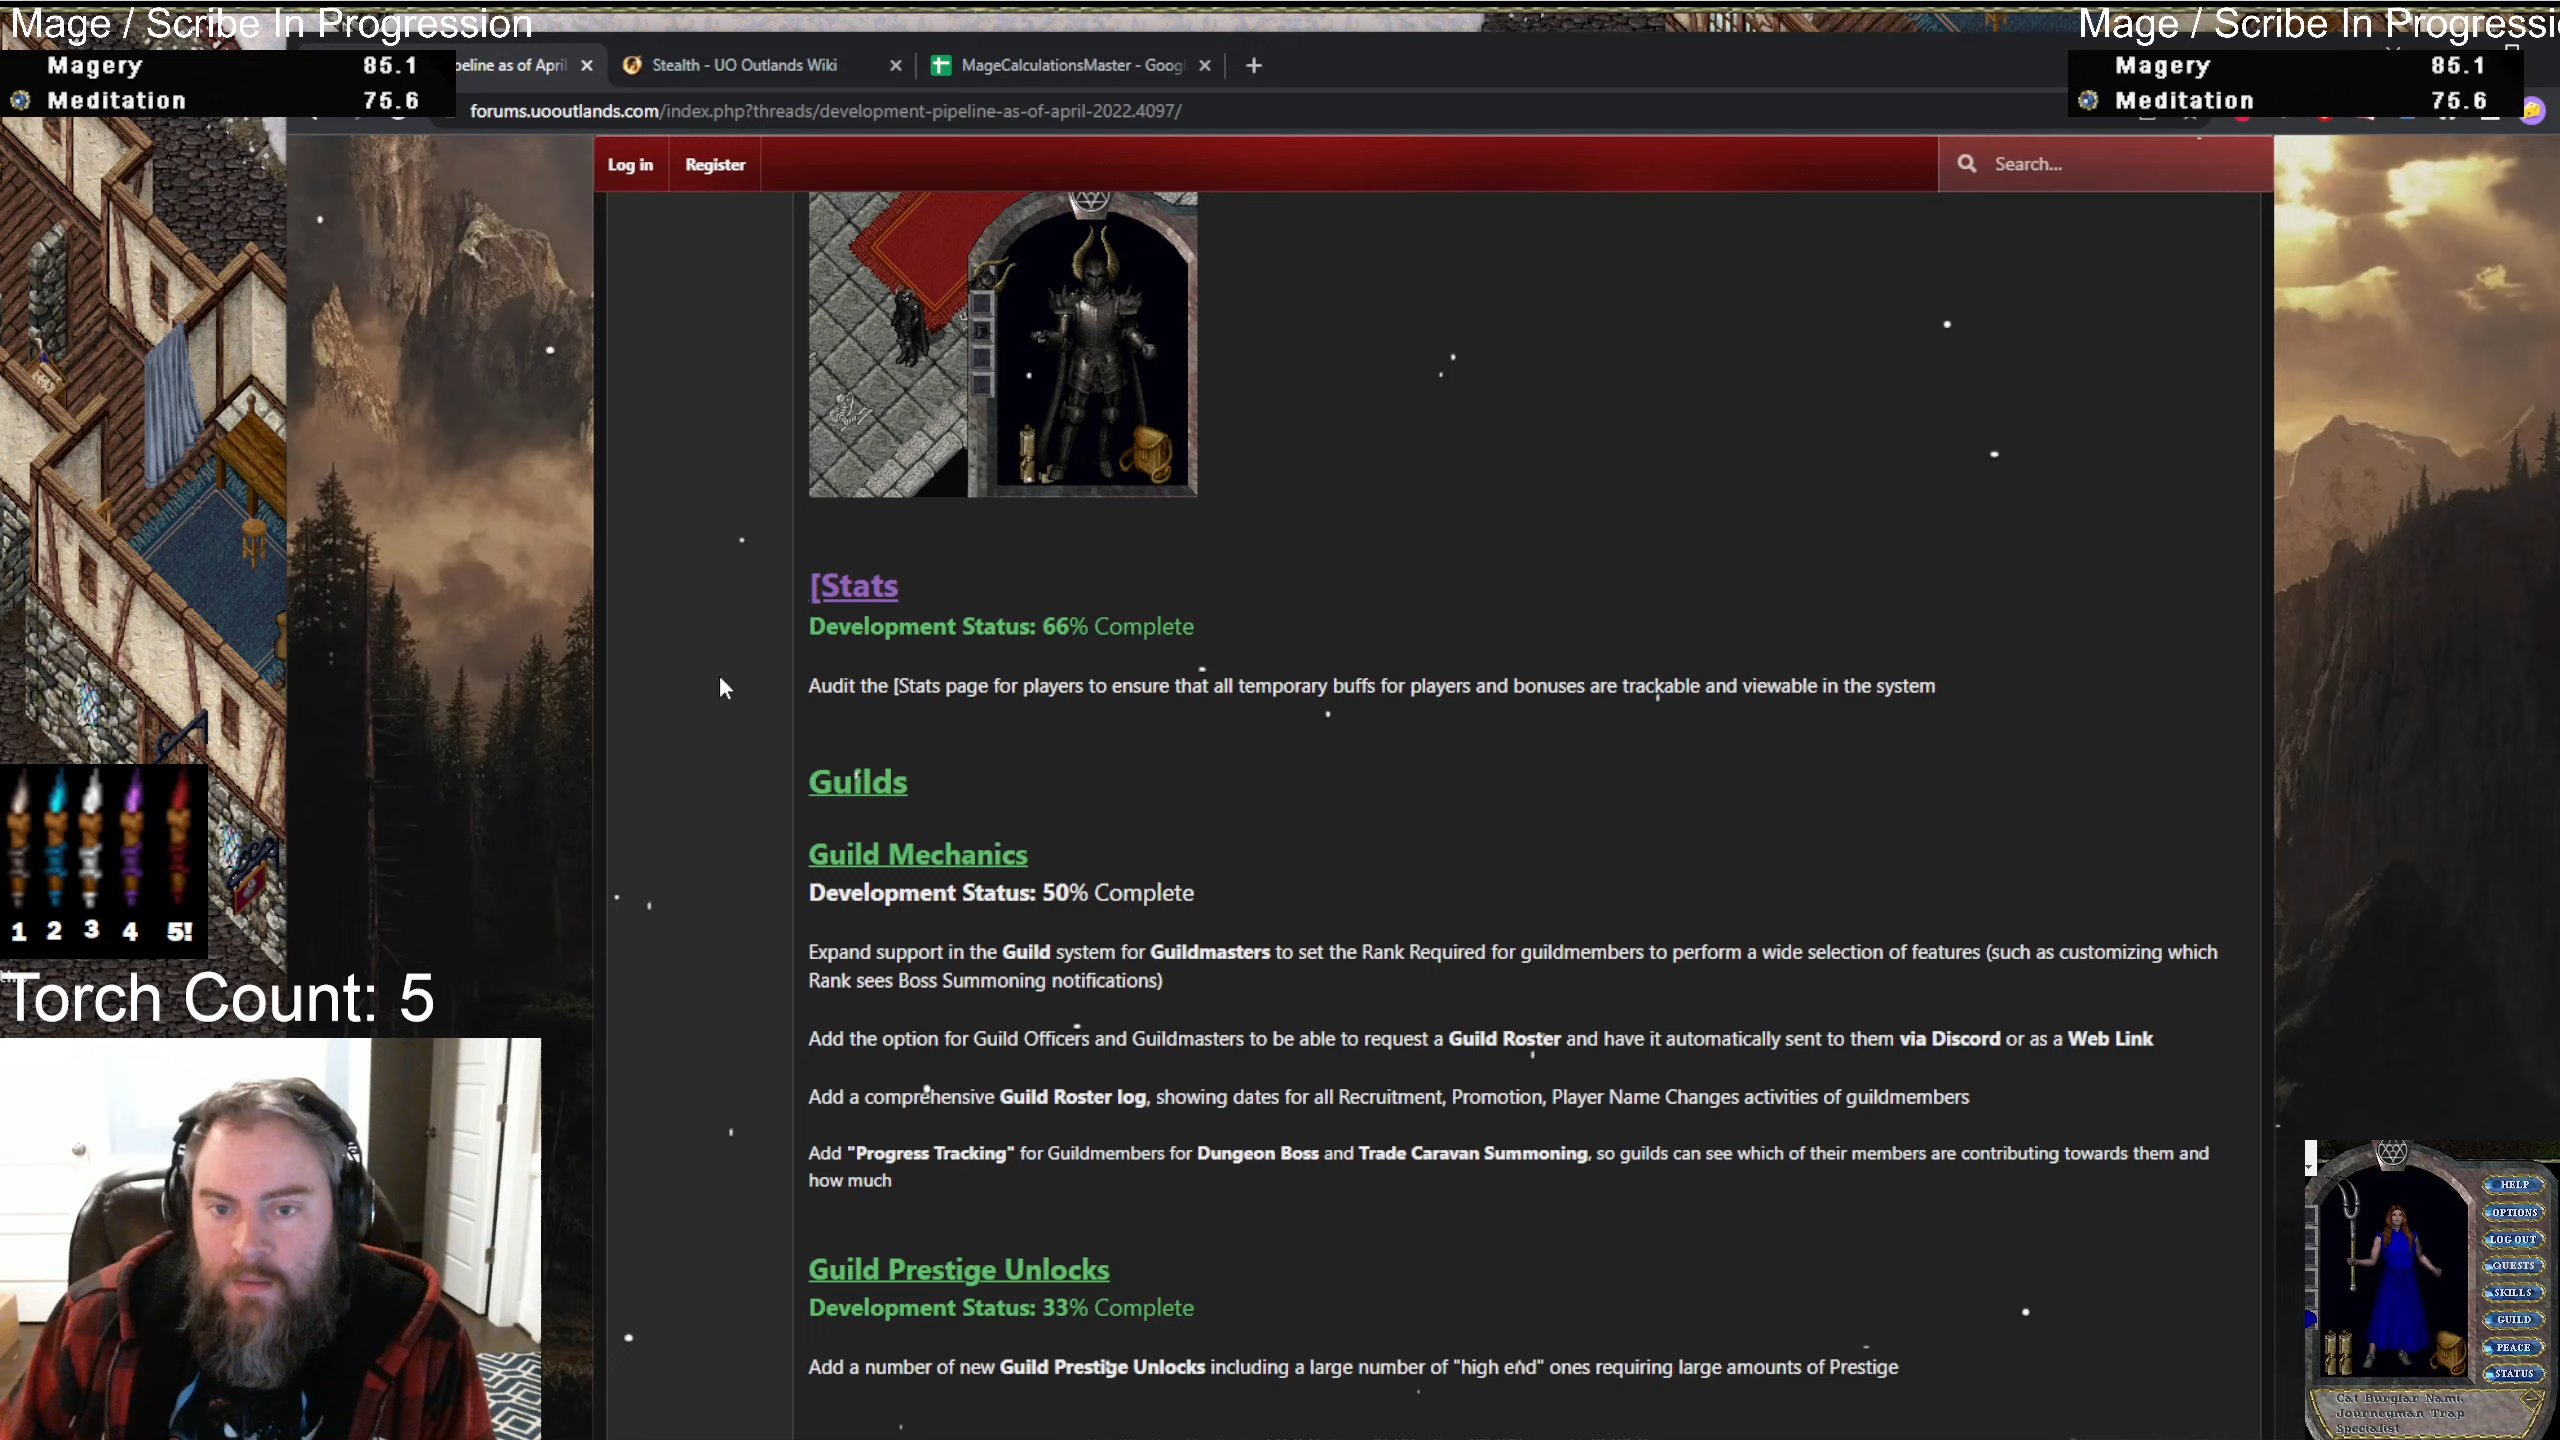 Mage / Scribe In Progression
Magery 85.1
Meditation 75.6
peline as of April
Stealth - UO Outlands Wiki
MageCalculationsMaster - Goog
Mage / Scribe In Progressi
Magery 85.1
Meditation 75.6
forums.uooutlands.com/index.php?threads/development-pipeline-as-of-april-2022.4097/
Log in
Register
Search...
[Stats
Development Status: 66% Complete
Audit the [Stats page for players to ensure that all temporary buffs for players and bonuses are trackable and viewable in the system
Guilds
Guild Mechanics
Development Status: 50% Complete
Expand support in the Guild system for Guildmasters to set the Rank Required for guildmembers to perform a wide selection of features (such as customizing which
Rank sees Boss Summoning notifications)
Add the option for Guild Officers and Guildmasters to be able to request a Guild Roster and have it automatically sent to them via Discord or as a Web Link
Add a comprehensive Guild Roster log, showing dates for all Recruitment, Promotion, Player Name Changes activities of guildmembers
Add "Progress Tracking" for Guildmembers for Dungeon Boss and Trade Caravan Summoning, so guilds can see which of their members are contributing towards them and
how much
Guild Prestige Unlocks
Development Status: 33% Complete
Add a number of new Guild Prestige Unlocks including a large number of "high end" ones requiring large amounts of Prestige
1 2 3 4 5!
Torch Count: 5
HELP
OPTIONS
LOG OUT
QUESTS
SKILLS
GUILD
PEACE
STATUS
Cat Burglar Nami,
Journeyman Trap
Specialist